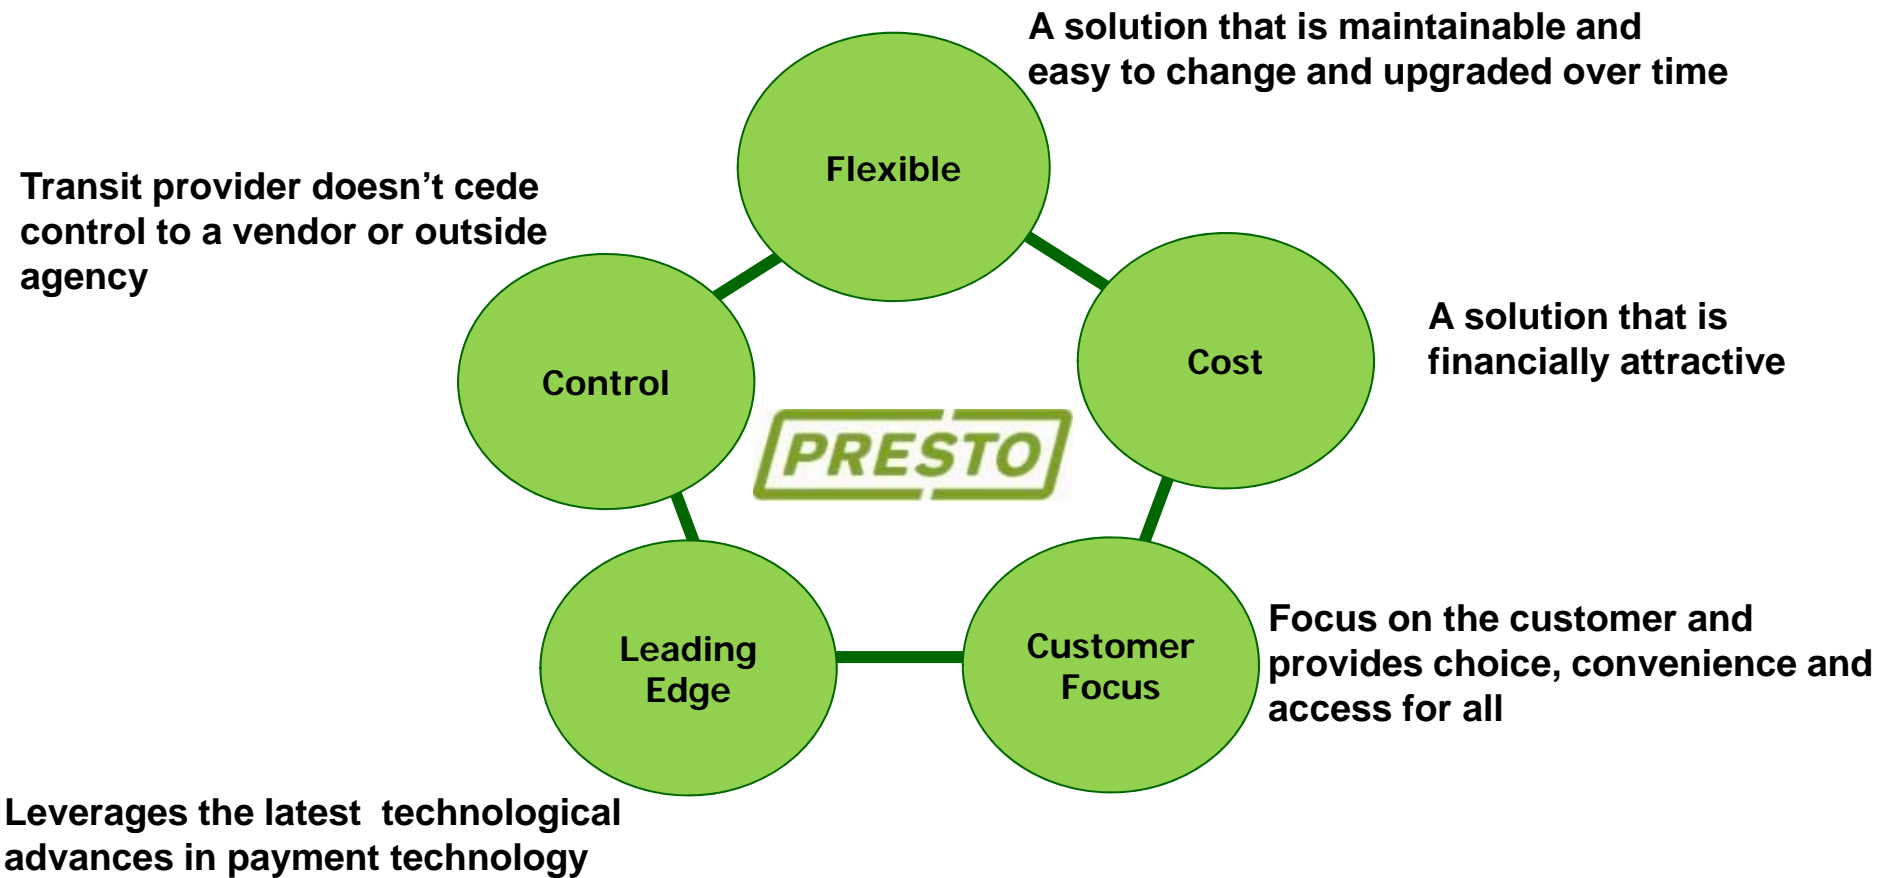 A solution that is maintainable and
easy to change and upgraded over time
Flexible
Transit provider doesn’t cede
control to a vendor or outside
agency
Control
Cost
A solution that is
financially attractive
PRESTO
Leading
Edge
Customer
Focus
Focus on the customer and
provides choice, convenience and
access for all
Leverages the latest  technological
advances in payment technology